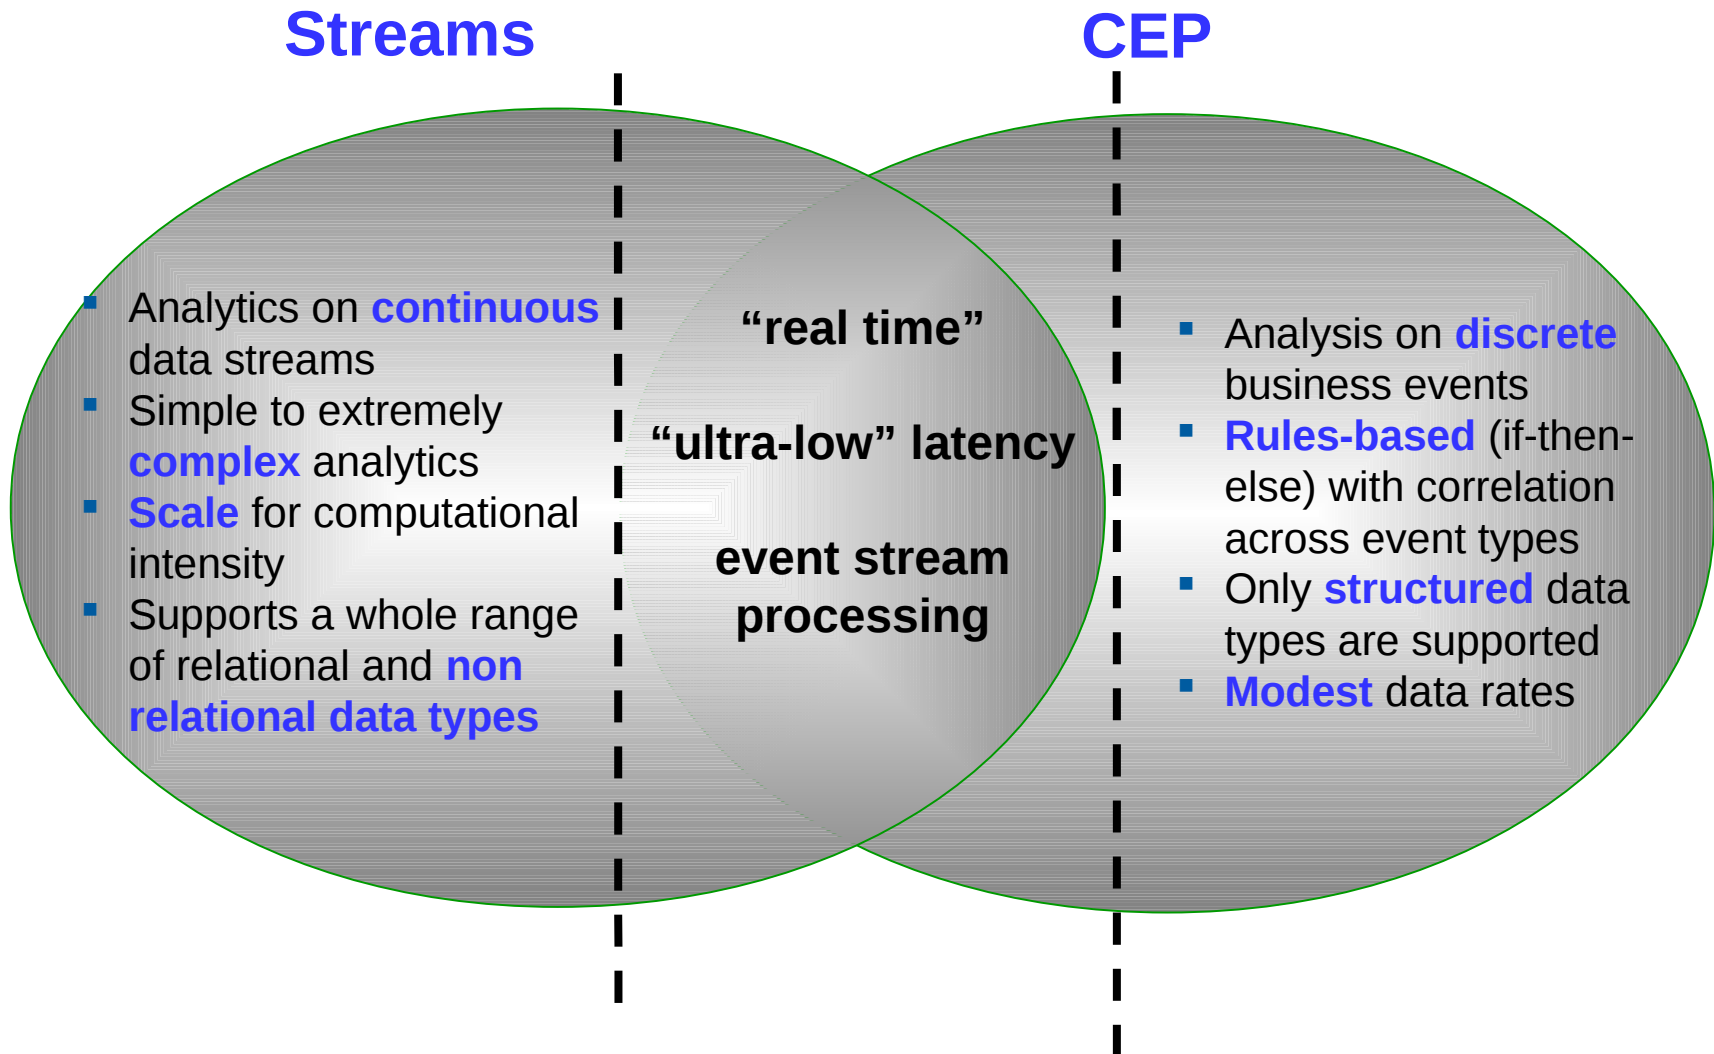 Streams
CEP
▪ Analytics on continuous
data streams
▪ Simple to extremely
complex analytics
▪ Scale for computational
intensity
▪ Supports a whole range
of relational and non
relational data types
“real time”
“ultra-low” latency
event stream
processing
▪ Analysis on discrete
business events
▪ Rules-based (if-then-
else) with correlation
across event types
▪ Only structured data
types are supported
▪ Modest data rates